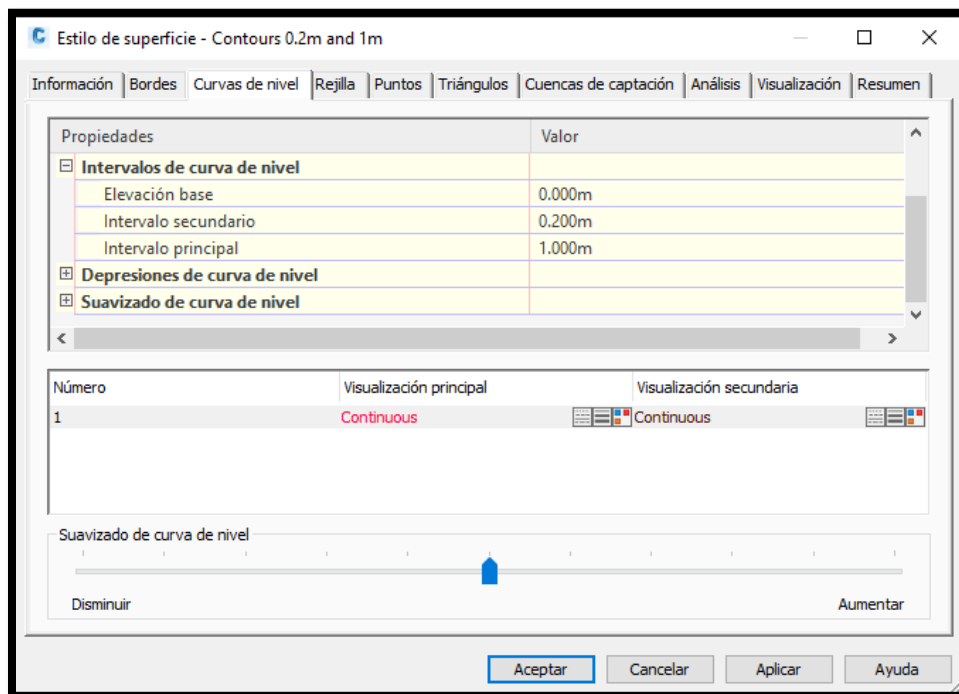 C Estilo de superficie - Contours 0.2m and 1m
Información Bordes Curvas de nivel Rejilla Puntos Triángulos Cuencas de captación Análisis Visualización Resumen
Propiedades Valor
Intervalos de curva de nivel
Elevación base 0.000m
Intervalo secundario 0.200m
Intervalo principal 1.000m
Depresiones de curva de nivel
Suavizado de curva de nivel
Número Visualización principal Visualización secundaria
1 Continuous Continuous
Suavizado de curva de nivel
Disminuir Aumentar
Aceptar Cancelar Aplicar Ayuda